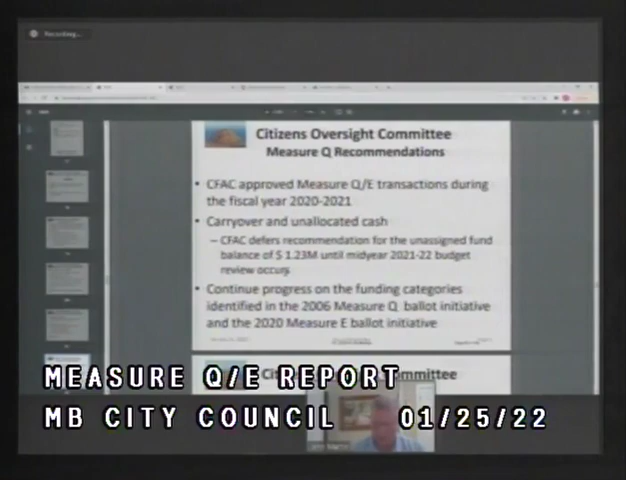 Recording...
Citizens Oversight Committee
Measure Q Recommendations
• CFAC approved Measure Q/E transactions during
the fiscal year 2020-2021
• Carryover and unallocated cash
– CFAC defers recommendation for the unassigned fund
balance of $ 1.23M until midyear 2021-22 budget
review occurs
• Continue progress on the funding categories
identified in the 2006 Measure Q ballot initiative
and the 2020 Measure E ballot initiative
MEASURE Q/E REPORT
MB CITY COUNCIL 01/25/22